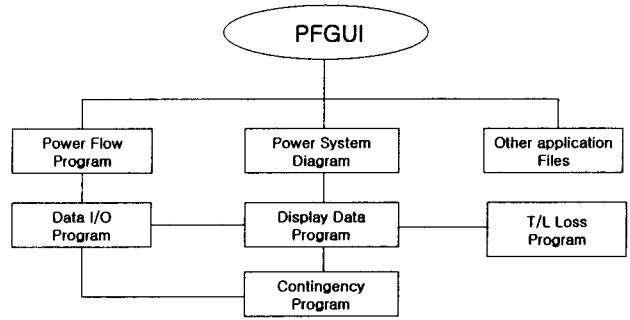 PFGUI
Power Flow
Program
Power System
Diagram
Other application
Files
Data I/O
Program
Display Data
Program
T/L Loss
Program
Contingency
Program